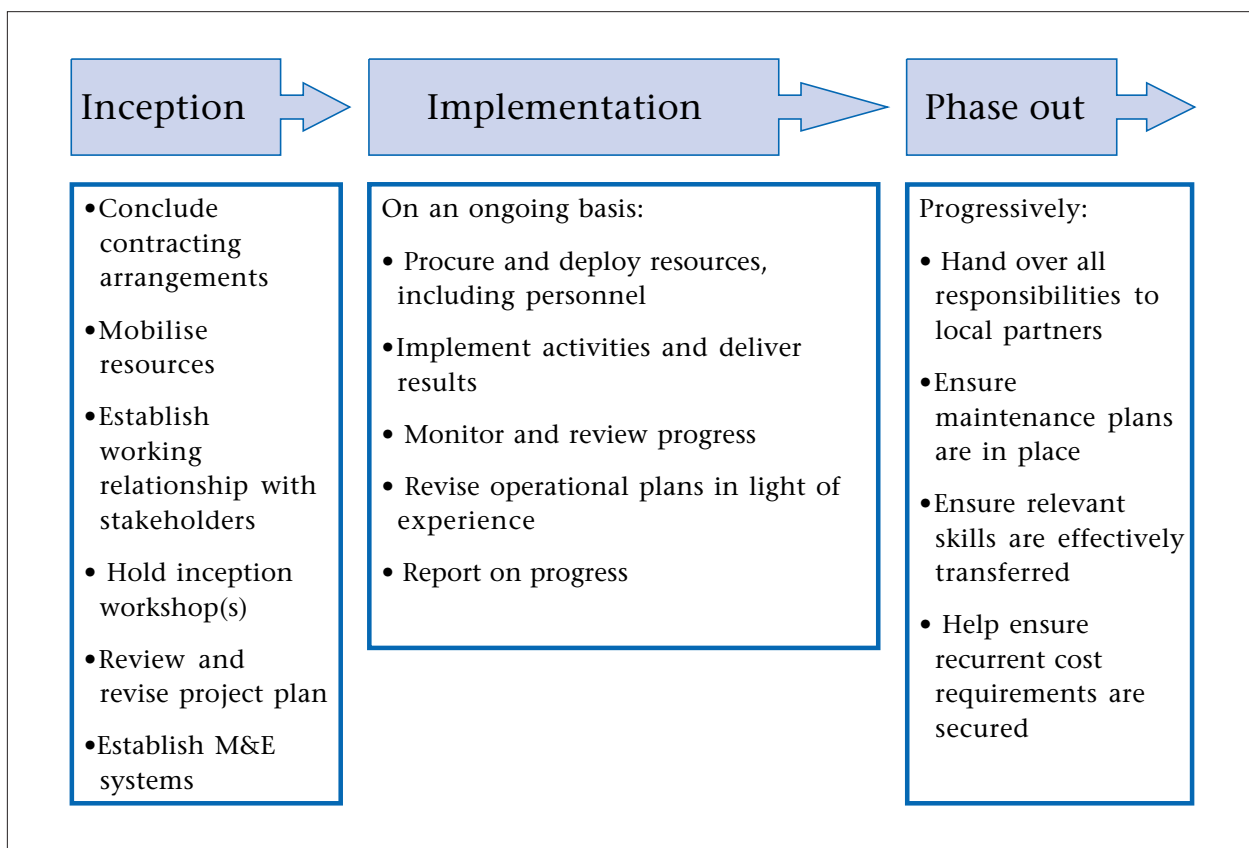 Inception
Implementation
Phase out
•Conclude
contracting
arrangements
•Mobilise
resources
•Establish
working
relationship with
stakeholders
• Hold inception
workshop(s)
•Review and
revise project plan
•Establish M&E
systems
On an ongoing basis:
• Procure and deploy resources,
including personnel
•Implement activities and deliver
results
• Monitor and review progress
• Revise operational plans in light of
experience
• Report on progress
Progressively:
• Hand over all
responsibilities to
local partners
•Ensure
maintenance plans
are in place
•Ensure relevant
skills are effectively
transferred
• Help ensure
recurrent cost
requirements are
secured